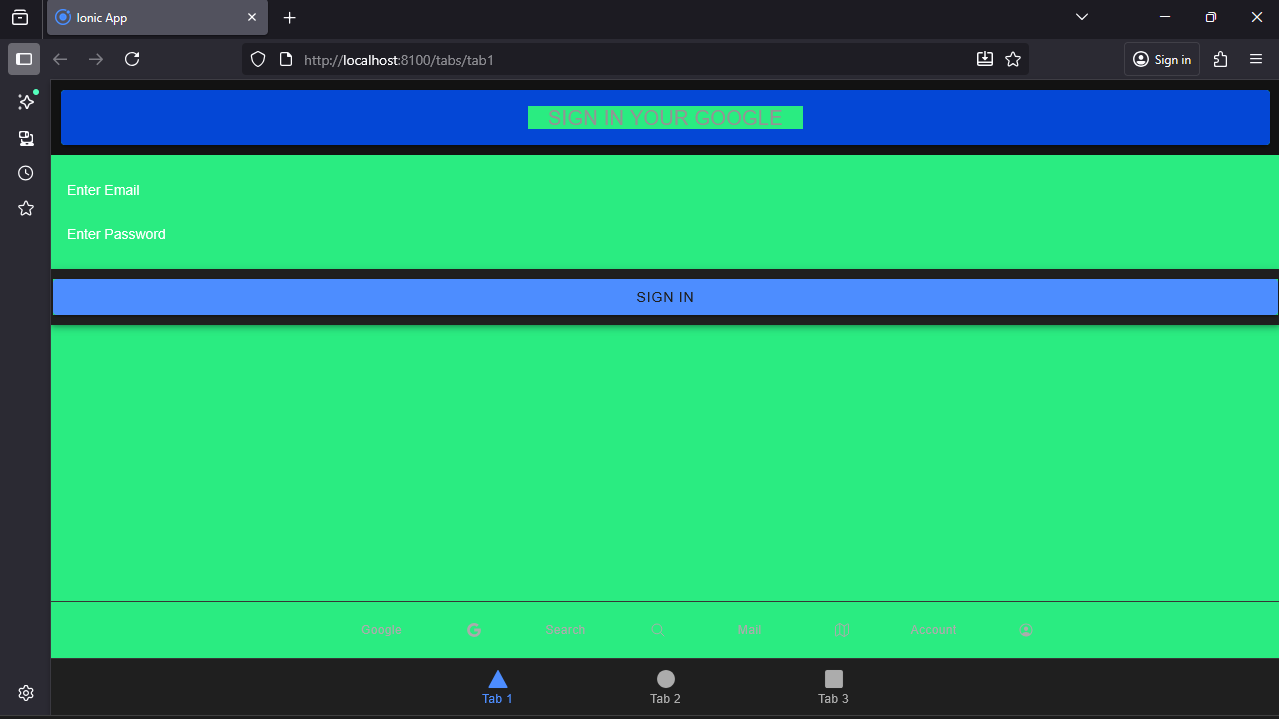 Ionic App
http://localhost:8100/tabs/tab1
Sign in
SIGN IN YOUR GOOGLE
Enter Email
Enter Password
SIGN IN
Google Search Mail Account
Tab 1 Tab 2 Tab 3